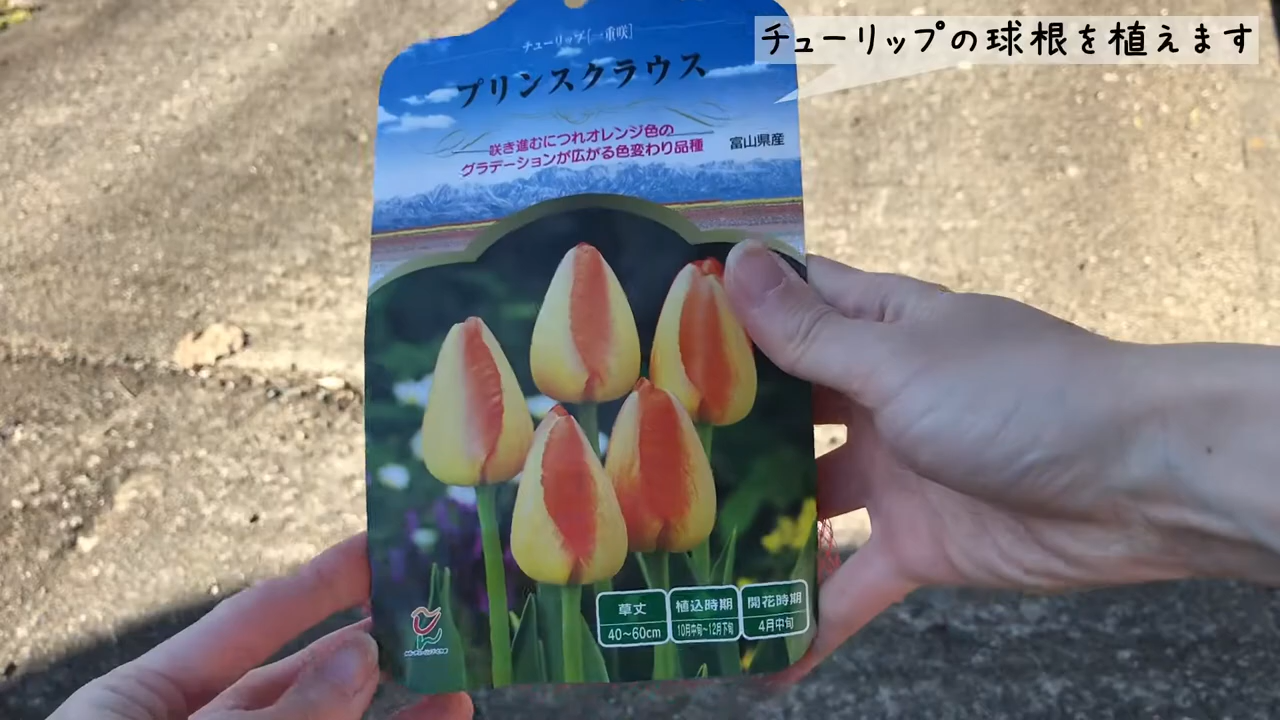 チューリップの球根を植えます
チューリップ[一重咲]
プリンスクラウス
咲き進むにつれオレンジ色の
グラデーションが広がる色変わり品種
富山県産
草丈
40~60cm
植込時期
10月中旬~12月下旬
開花時期
4月中旬